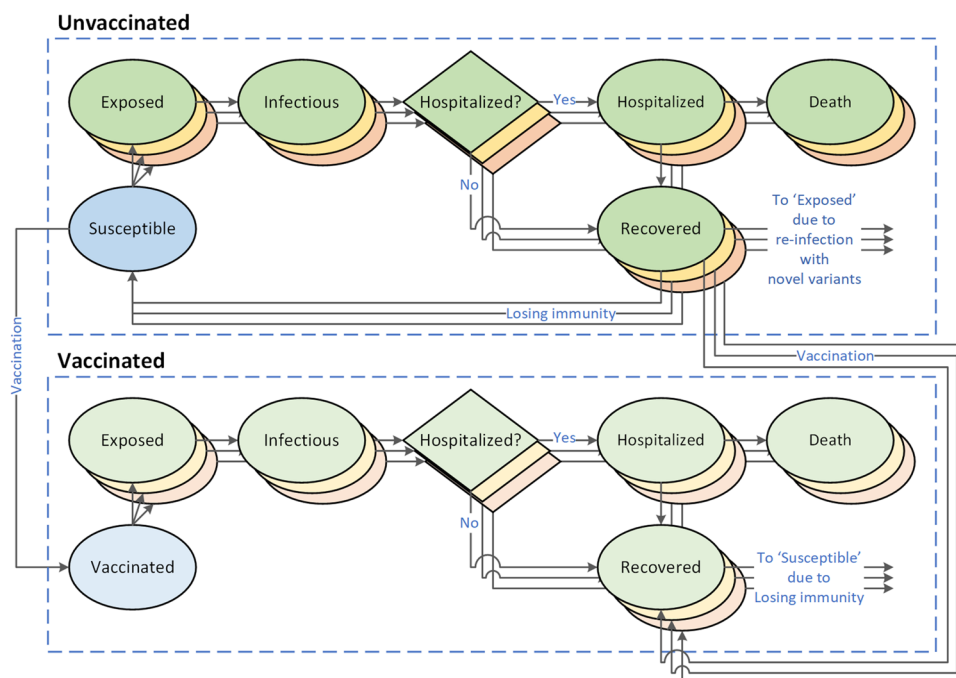 Unvaccinated
Exposed
Infectious
Hospitalized?
Yes
Hospitalized
Death
No
Susceptible
Recovered
To ‘Exposed’
due to
re-infection
with
novel variants
Losing immunity
Vaccination
Vaccination
Vaccinated
Exposed
Infectious
Hospitalized?
Yes
Hospitalized
Death
No
Vaccinated
Recovered
To ‘Susceptible’
due to
Losing immunity